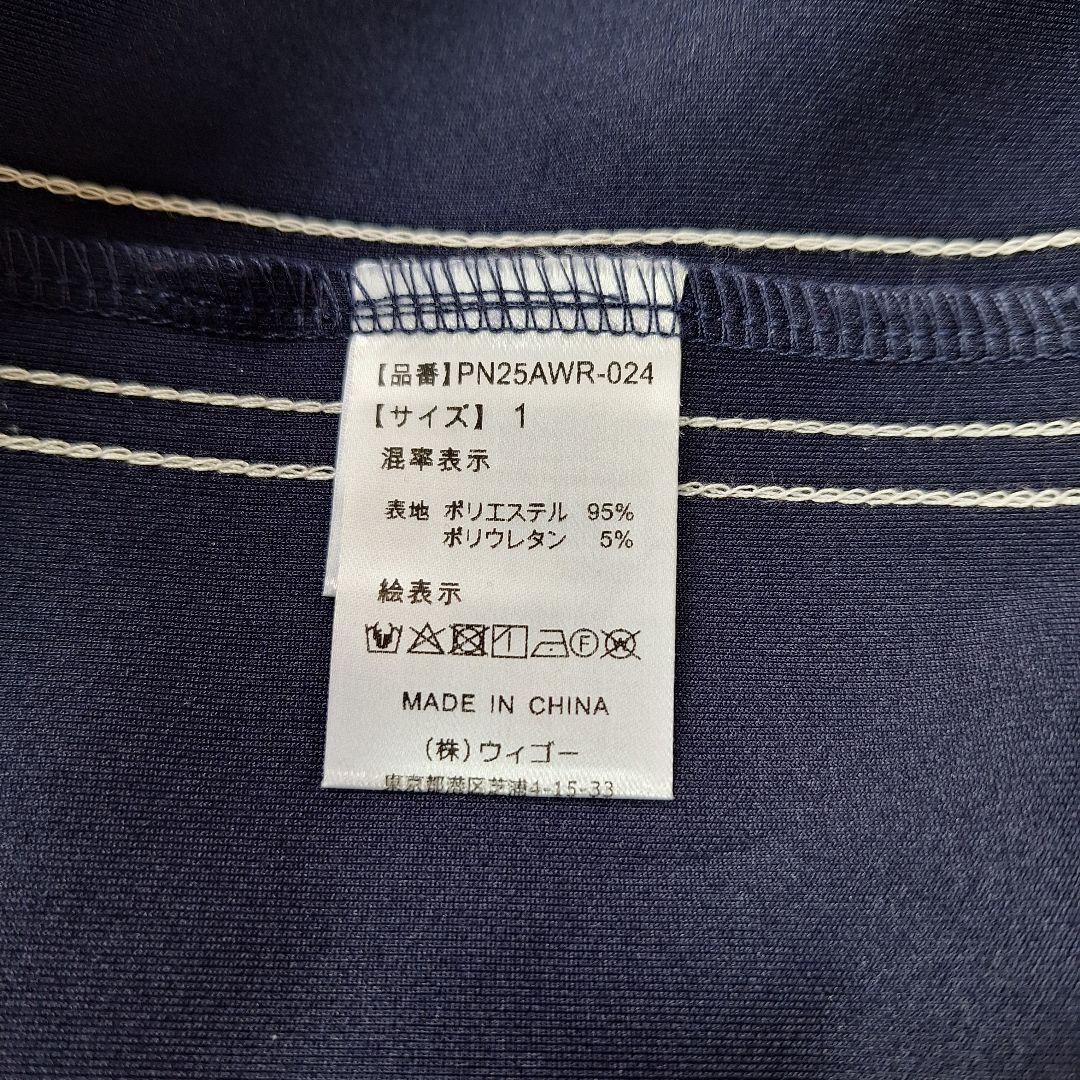 【品番】PN25AWR-024
【サイズ】 1
混率表示
表地 ポリエステル 95%
ポリウレタン 5%
絵表示
F W
MADE IN CHINA
(株)ウィゴー
東京都港区芝浦4-15-33